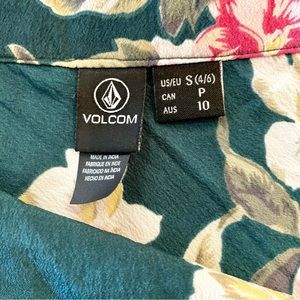 VOLCOM
MADE IN INDIA
FABRIQUE EN INDE
FABRICADO NA ÍNDIA
HECHO EN INDIA
US/EU S (4/6)
CAN P
AUS 10